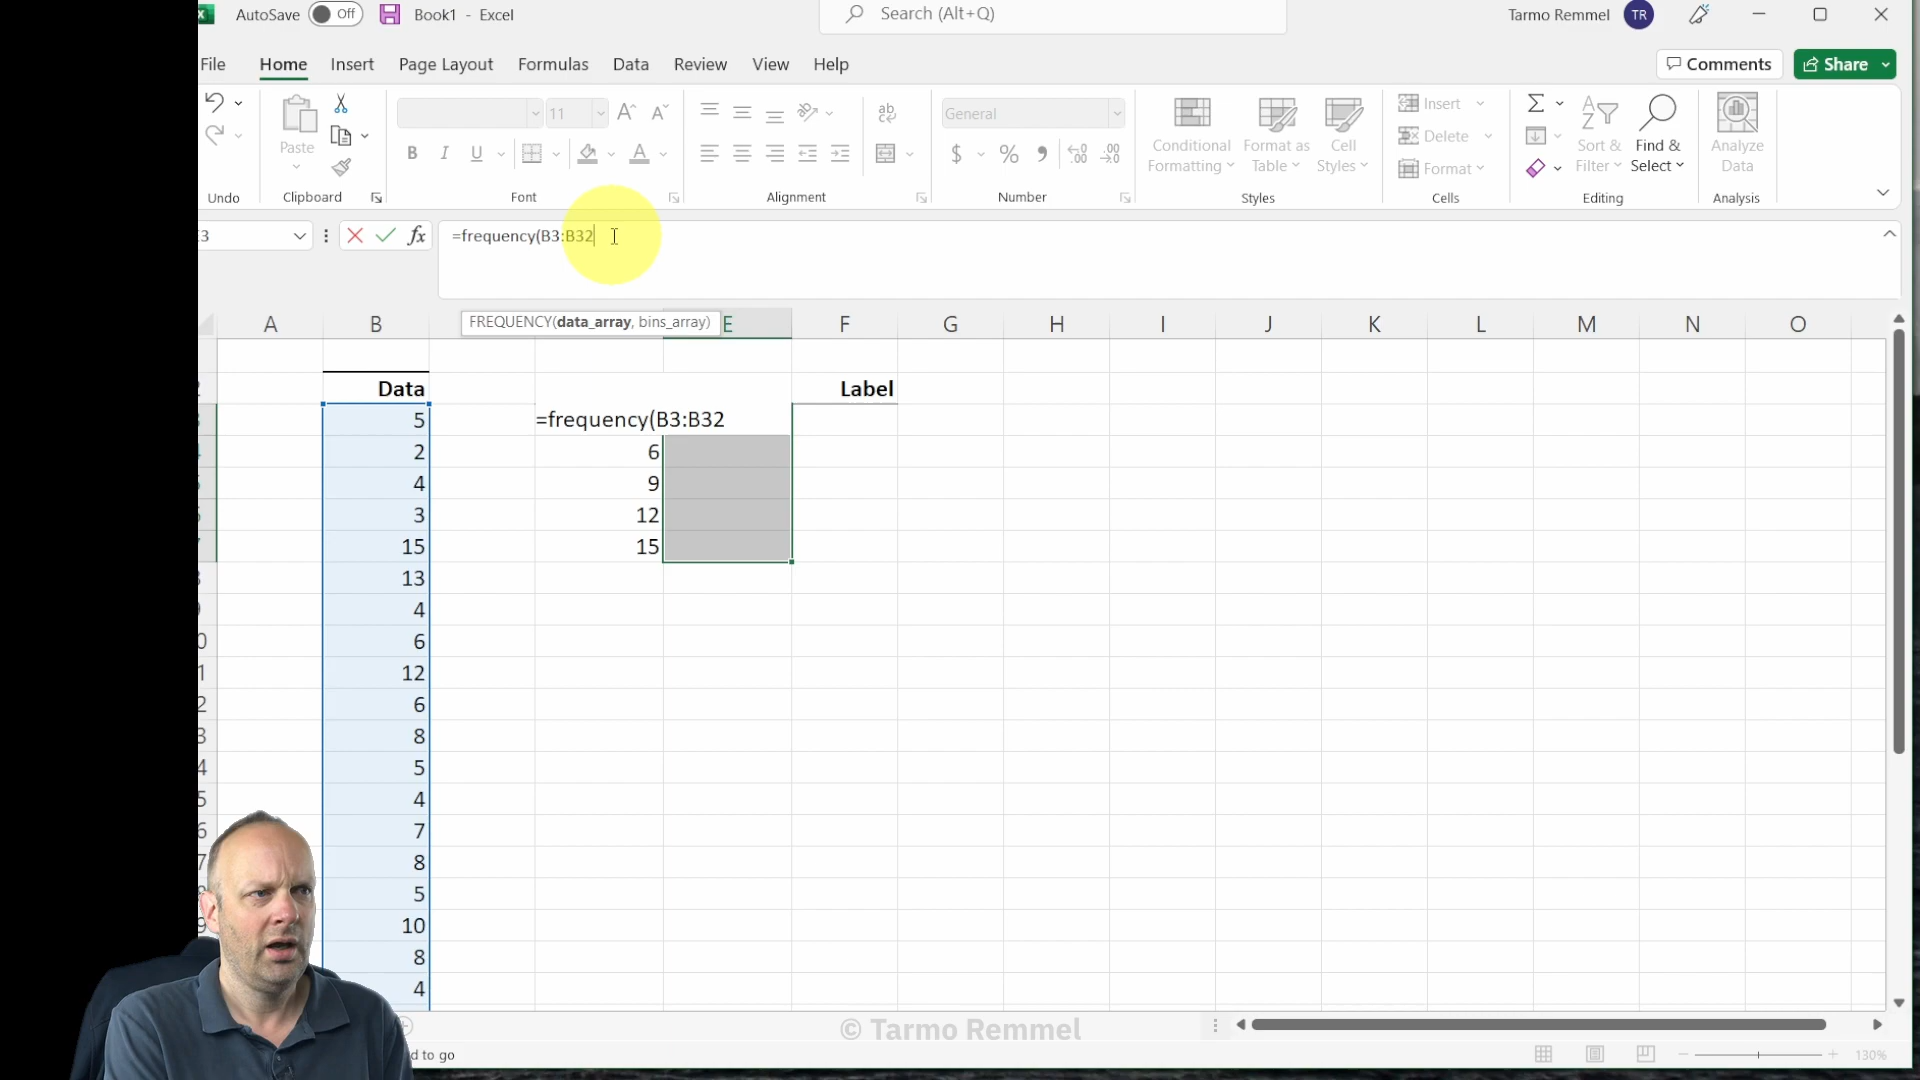 AutoSave Off Book1 - Excel Search (Alt+Q) Tarmo Remmel TR
File Home Insert Page Layout Formulas Data Review View Help Comments Share
11 General
Paste B I U $ % Conditional Formatting Format as Table Cell Styles Insert Delete Format Sort & Filter Find & Select Analyze Data
Undo Clipboard Font Alignment Number Styles Cells Editing Analysis
fx =frequency(B3:B32
FREQUENCY(data_array, bins_array)
A B E F G H I J K L M N O
Data Label
5 =frequency(B3:B32
2 6
4 9
3 12
15 15
13
4
6
12
6
8
5
4
7
8
5
10
8
4
© Tarmo Remmel
d to go 130%